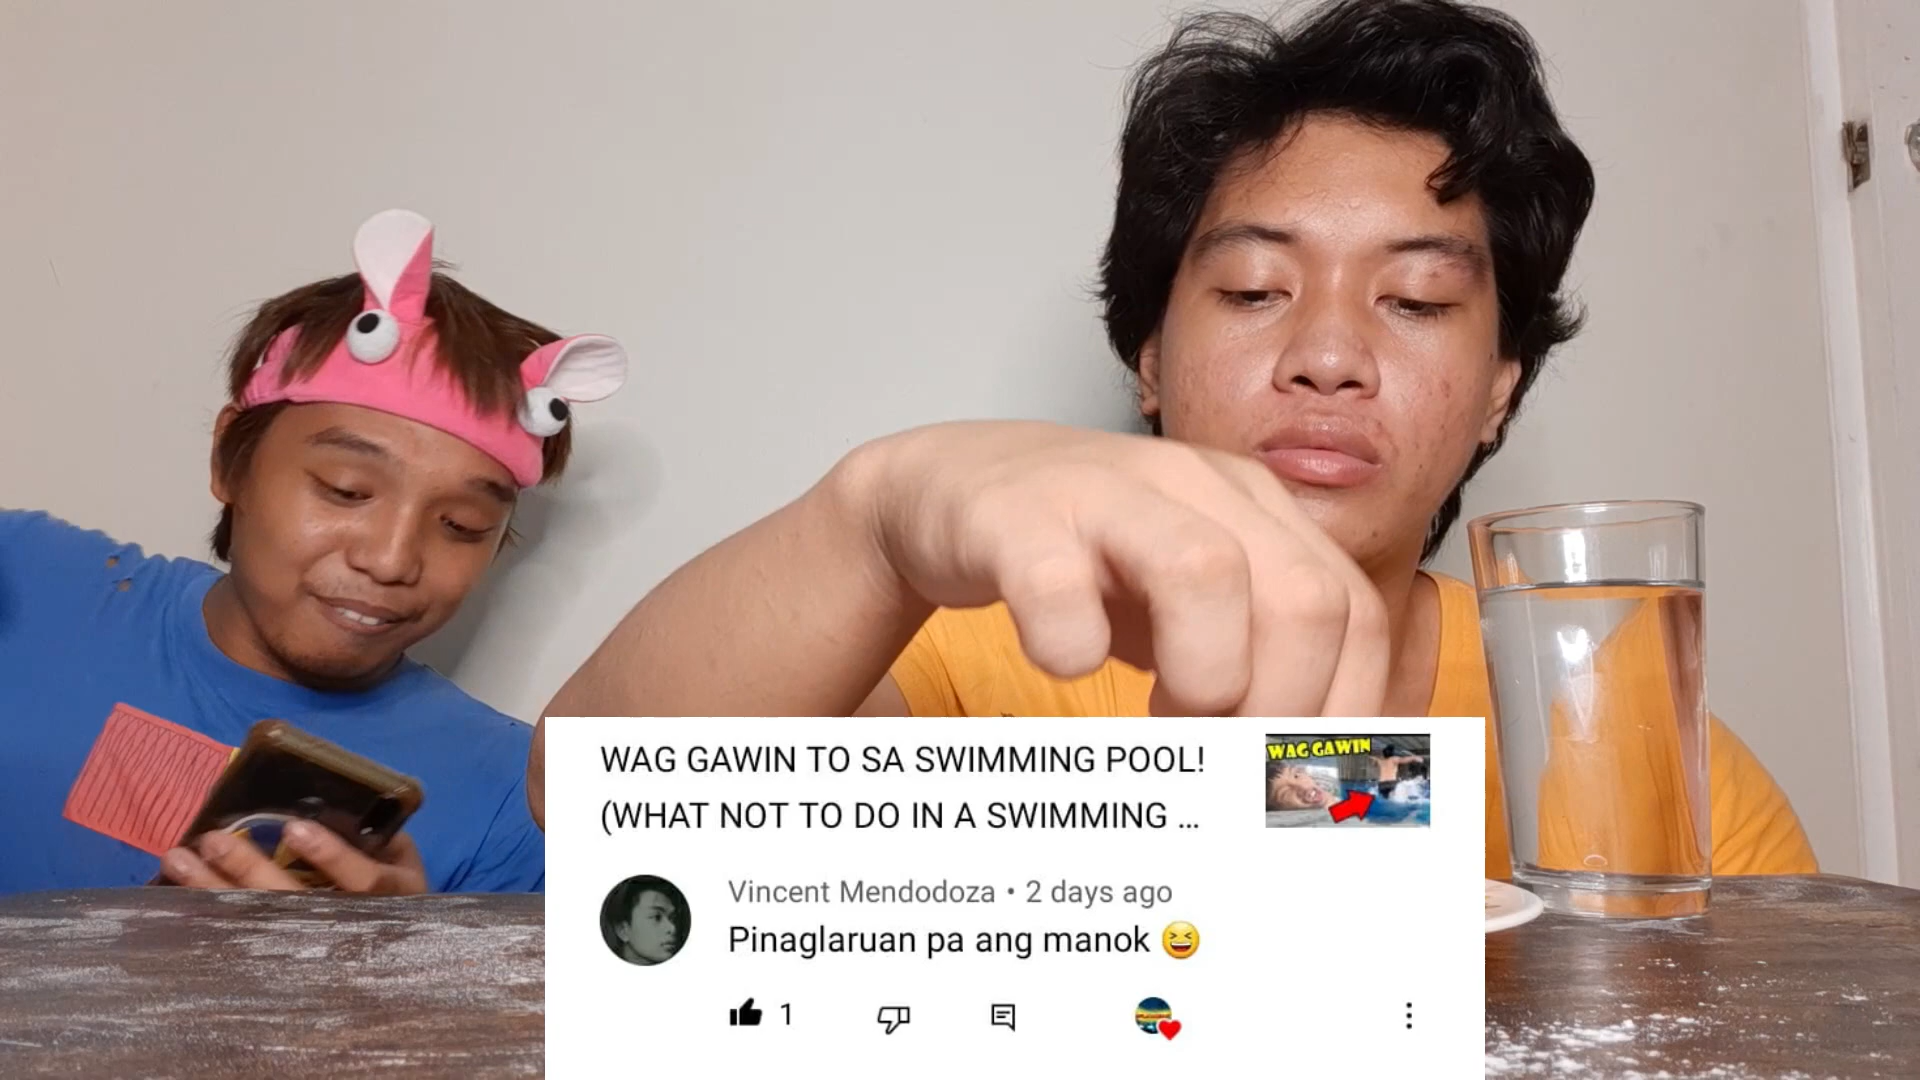 WAG GAWIN TO SA SWIMMING POOL!
(WHAT NOT TO DO IN A SWIMMING ...
WAG GAWIN
Vincent Mendodoza • 2 days ago
Pinaglaruan pa ang manok 😆
1